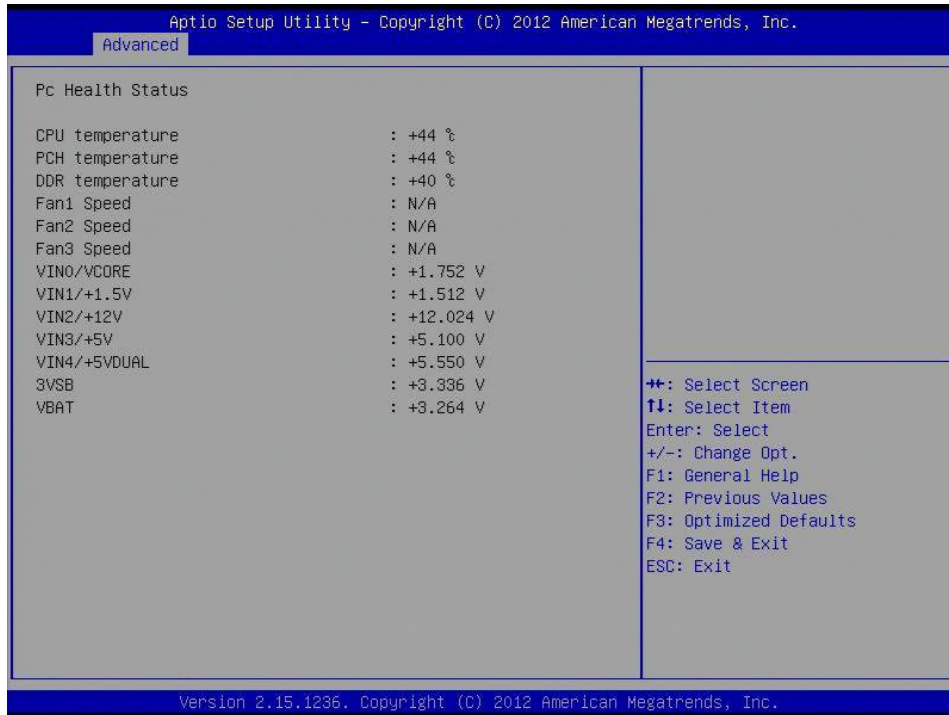 Aptio Setup Utility – Copyright (C) 2012 American Megatrends, Inc.
Advanced
Pc Health Status
CPU temperature : +44 ℃
PCH temperature : +44 ℃
DDR temperature : +40 ℃
Fan1 Speed : N/A
Fan2 Speed : N/A
Fan3 Speed : N/A
VIN0/VCORE : +1.752 V
VIN1/+1.5V : +1.512 V
VIN2/+12V : +12.024 V
VIN3/+5V : +5.100 V
VIN4/+5VDUAL : +5.550 V
3VSB : +3.336 V
VBAT : +3.264 V
→←: Select Screen
↑↓: Select Item
Enter: Select
+/-: Change Opt.
F1: General Help
F2: Previous Values
F3: Optimized Defaults
F4: Save & Exit
ESC: Exit
Version 2.15.1236. Copyright (C) 2012 American Megatrends, Inc.